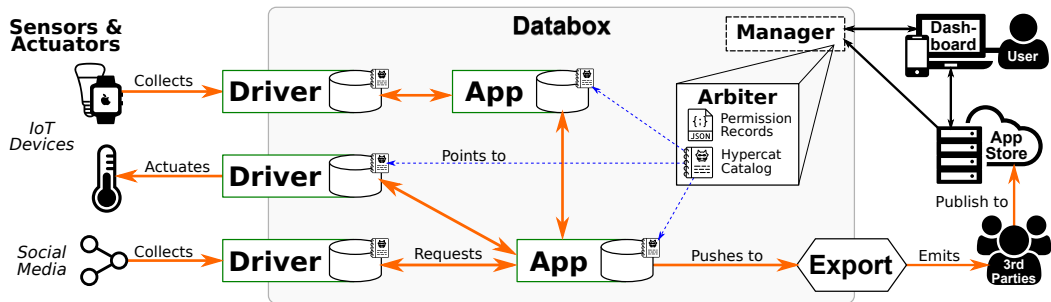 Sensors &
Actuators
Databox
Manager
Dash-
board
User
Collects
Driver
App
Arbiter
{;}
JSON
Permission
Records
Hypercat
Catalog
IoT
Devices
App
Store
Actuates
Driver
Points to
Publish to
Social
Media
Collects
Driver
Requests
App
Pushes to
Export
Emits
3rd
Parties